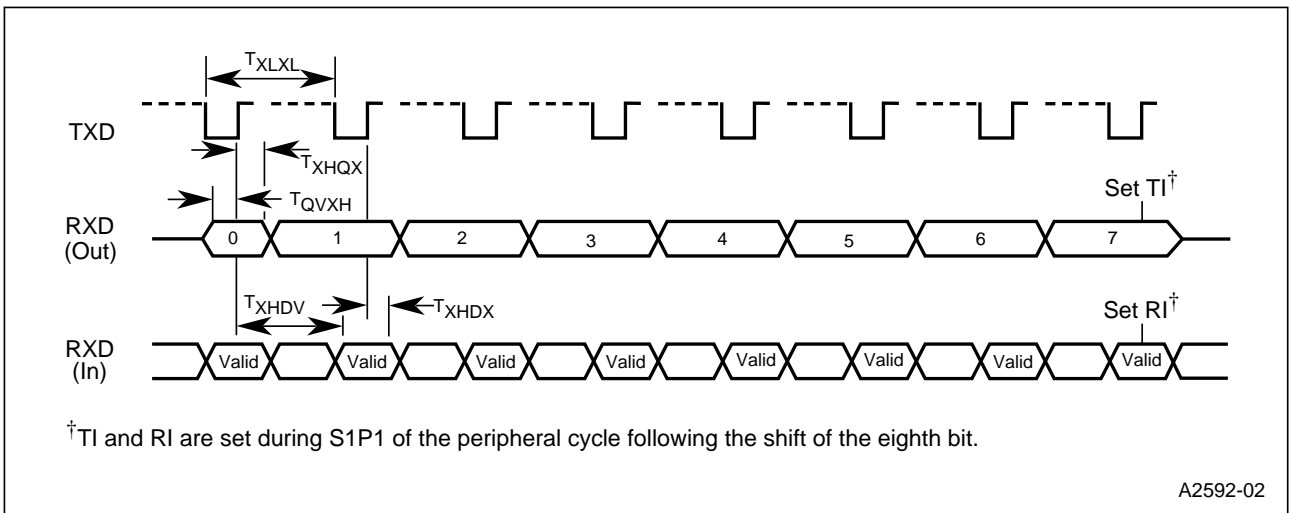 TXLXL
TXD
TXHQX
TQVXH
Set TI†
RXD
(Out)
0 1 2 3 4 5 6 7
TXHDV
TXHDX
Set RI†
RXD
(In)
Valid Valid Valid Valid Valid Valid Valid Valid
†TI and RI are set during S1P1 of the peripheral cycle following the shift of the eighth bit.
A2592-02